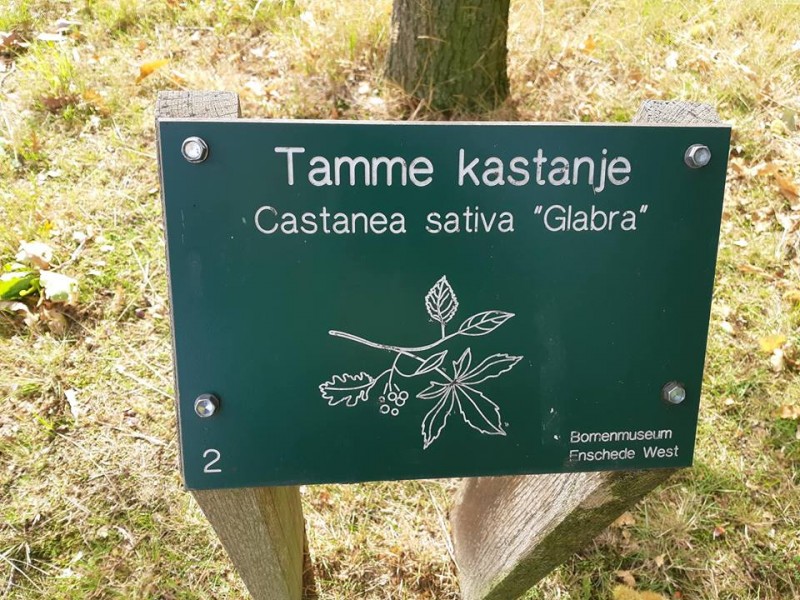 Tamme kastanje
Castanea sativa "Glabra"
2
Bomenmuseum
Enschede West